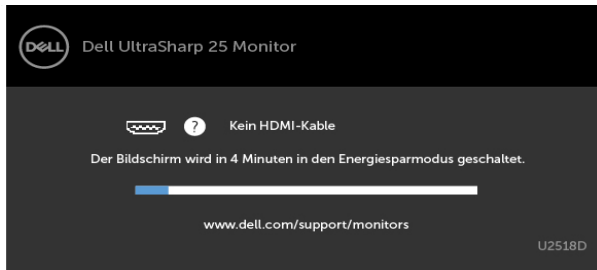 DELL
Dell UltraSharp 25 Monitor
? Kein HDMI-Kable
Der Bildschirm wird in 4 Minuten in den Energiesparmodus geschaltet.
www.dell.com/support/monitors
U2518D